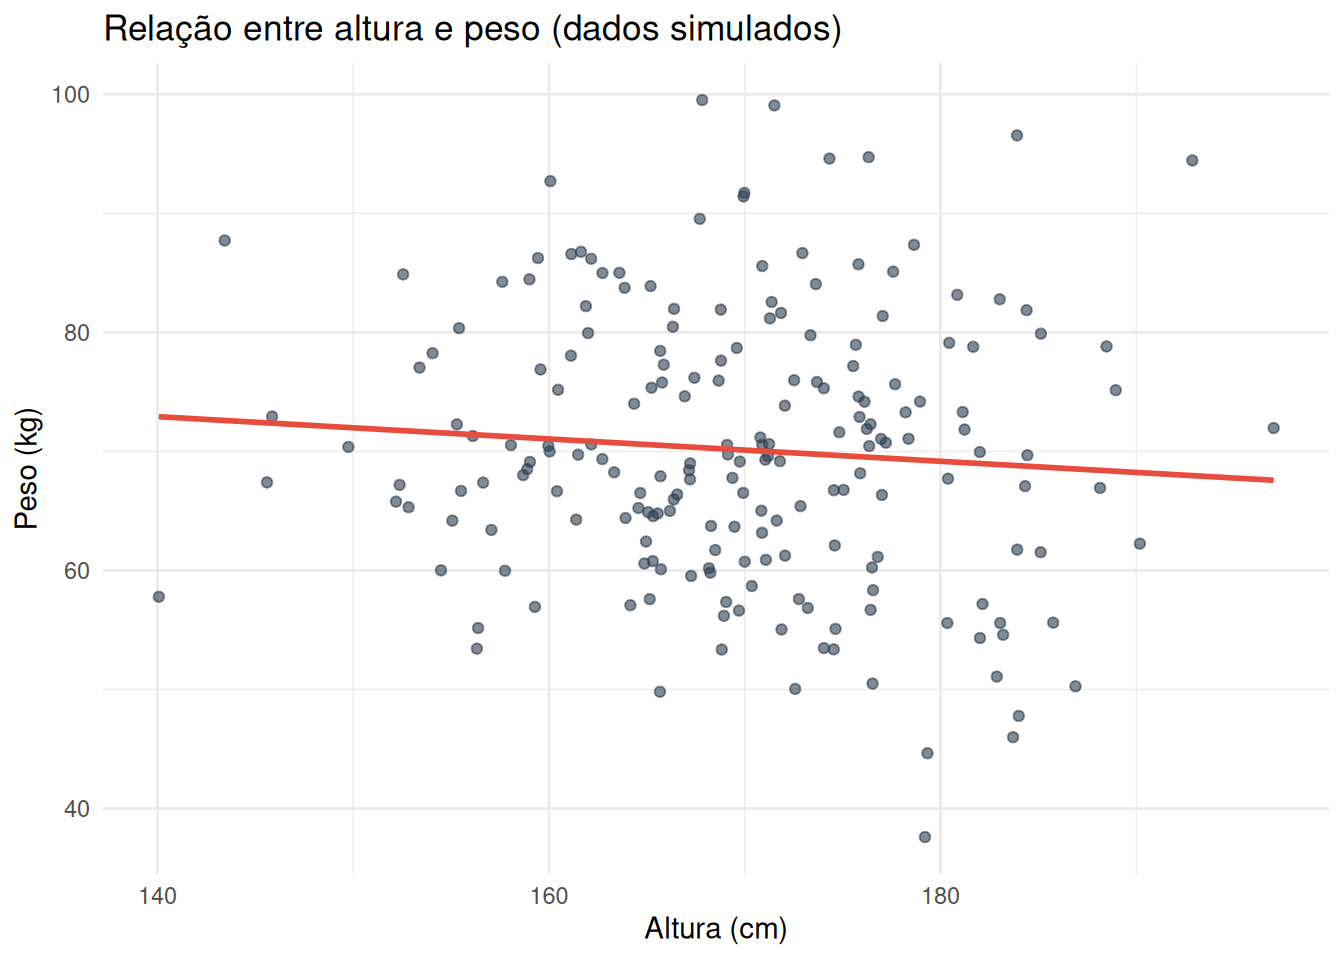 Relação entre altura e peso (dados simulados)
100
80
60
40
Peso (kg)
140 160 180
Altura (cm)